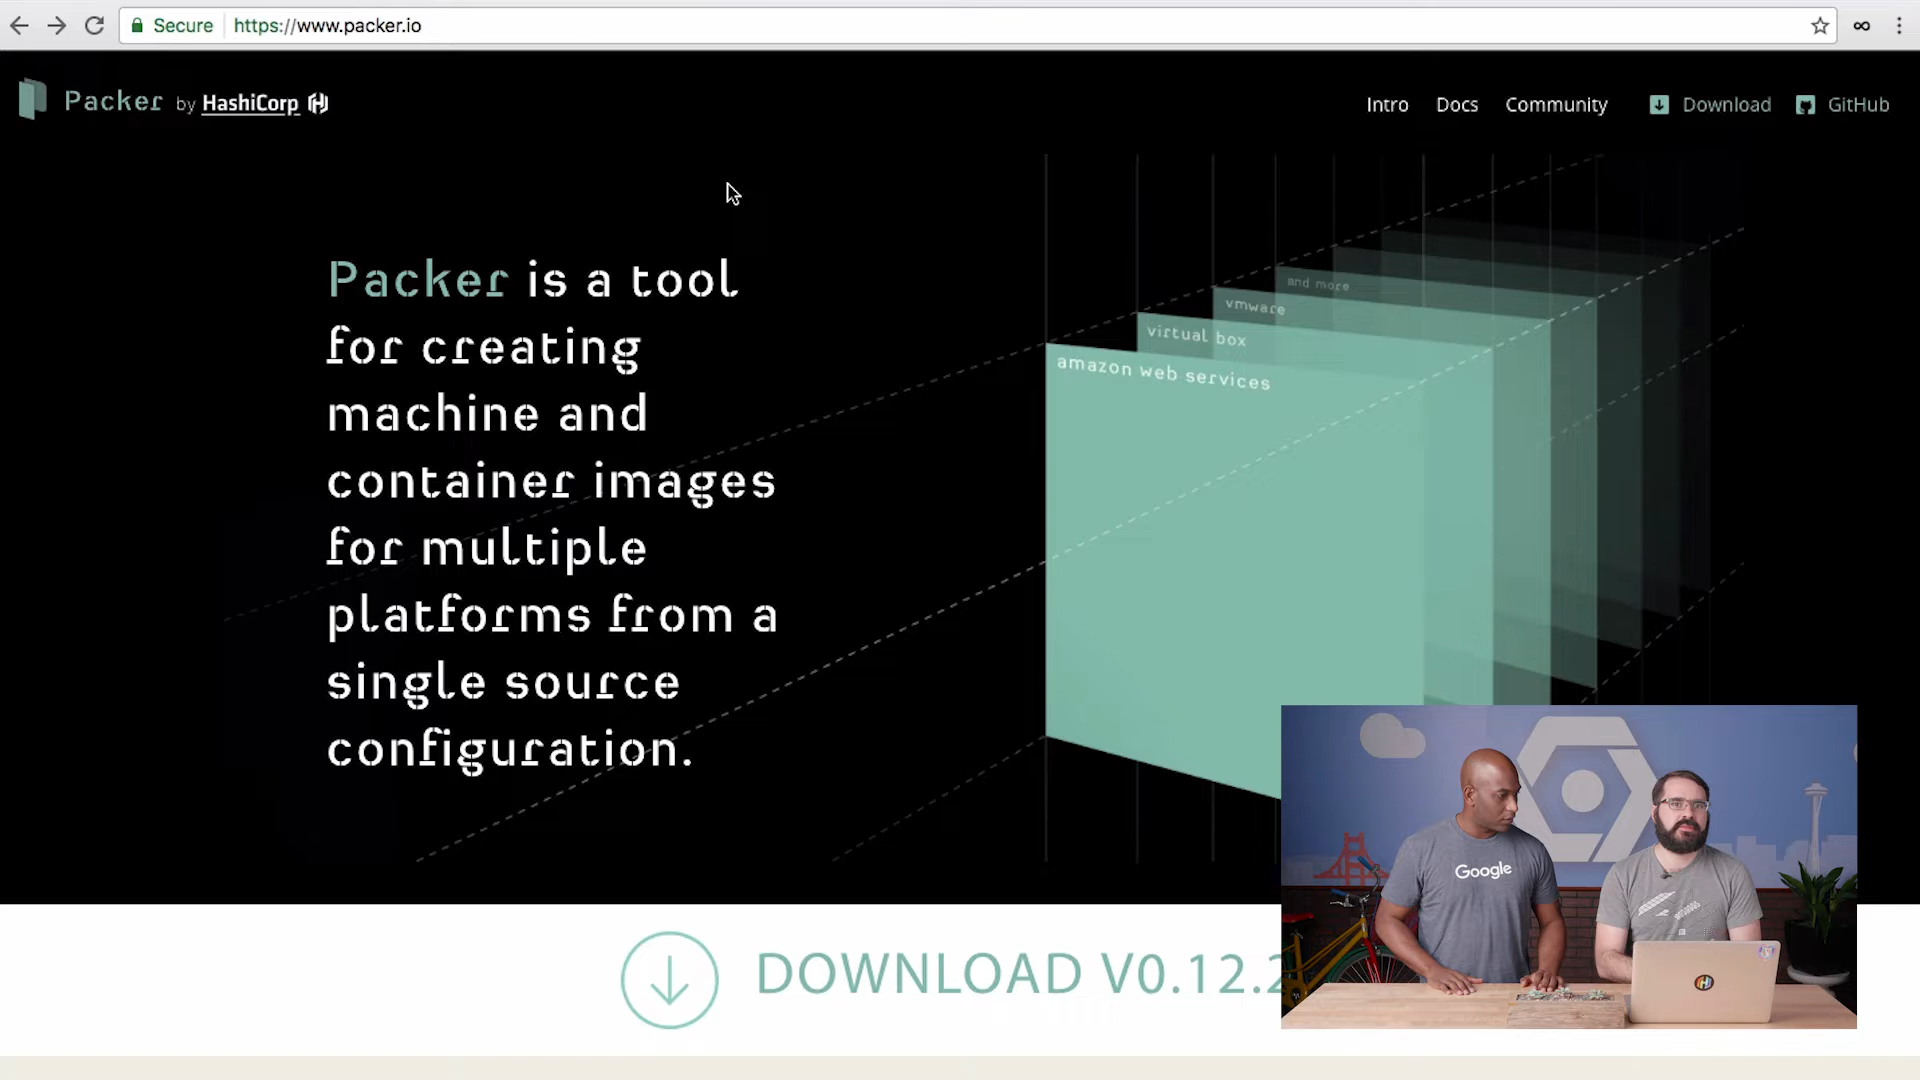 Secure https://www.packer.io
Packer by HashiCorp
Intro Docs Community Download GitHub
Packer is a tool
for creating
machine and
container images
for multiple
platforms from a
single source
configuration.
and more
vmware
virtual box
amazon web services
DOWNLOAD V0.12.2
Google